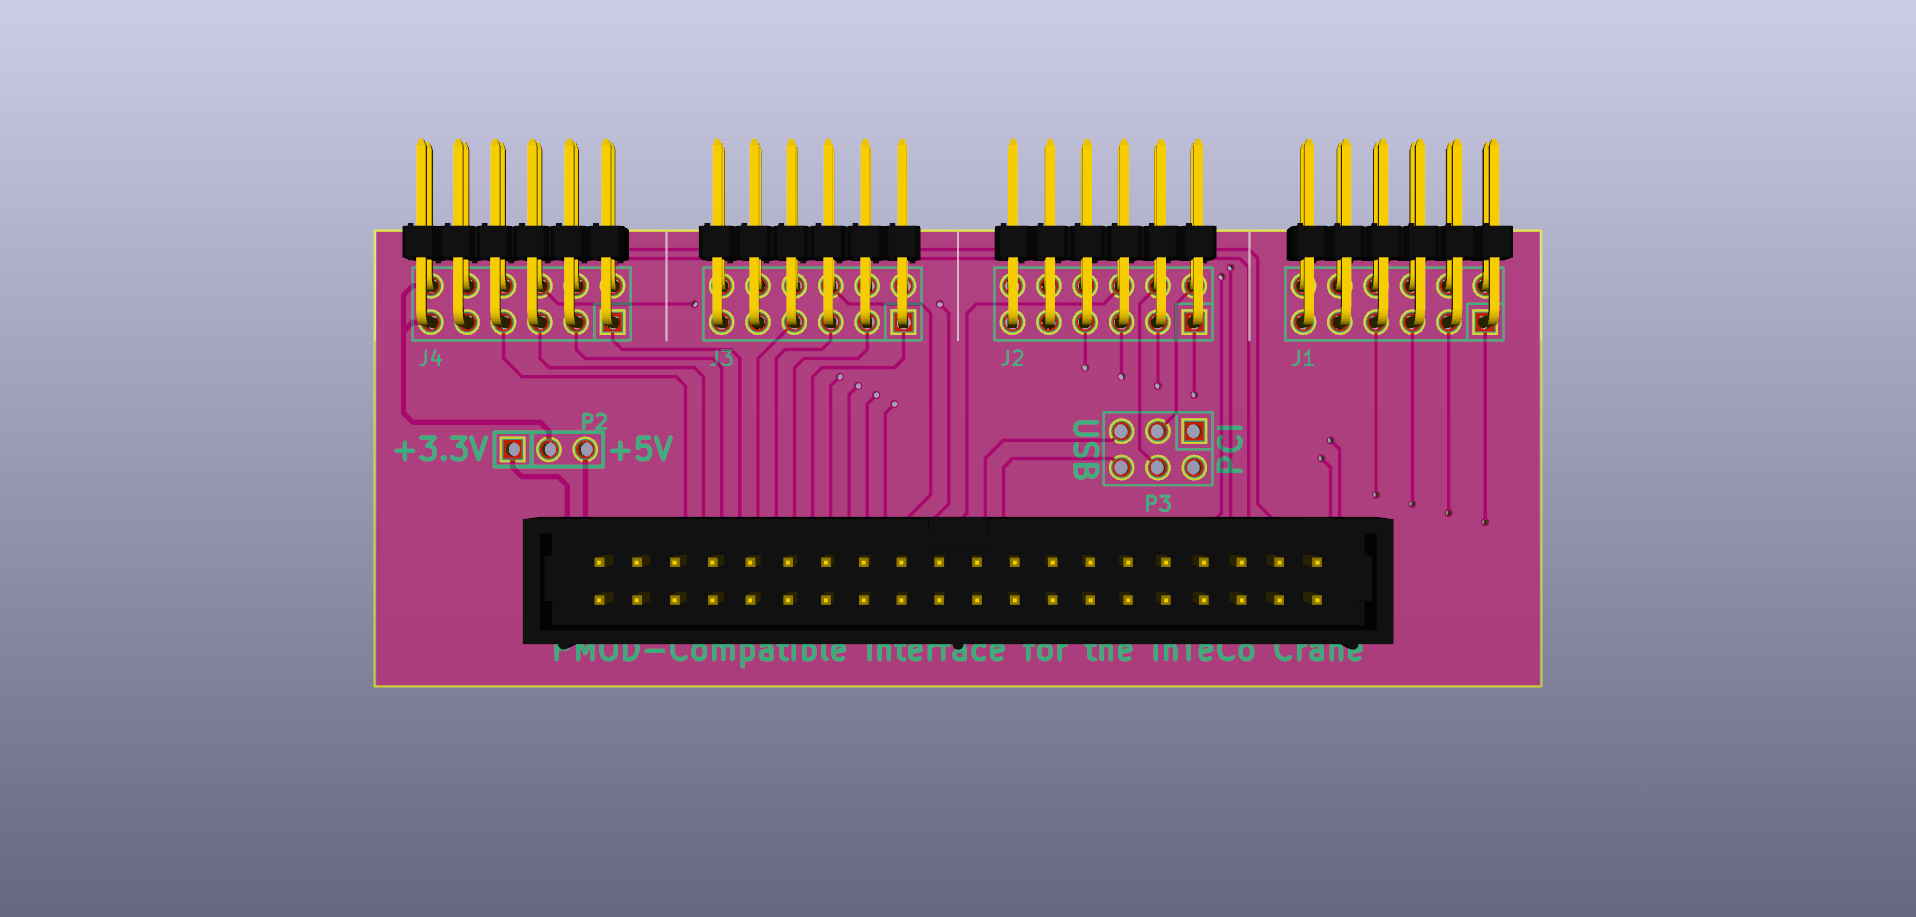 J4
J3
J2
J1
P2
+3.3V
+5V
USB
PCI
P3
PMOD-Compatible Interface for the InTeCo Crane